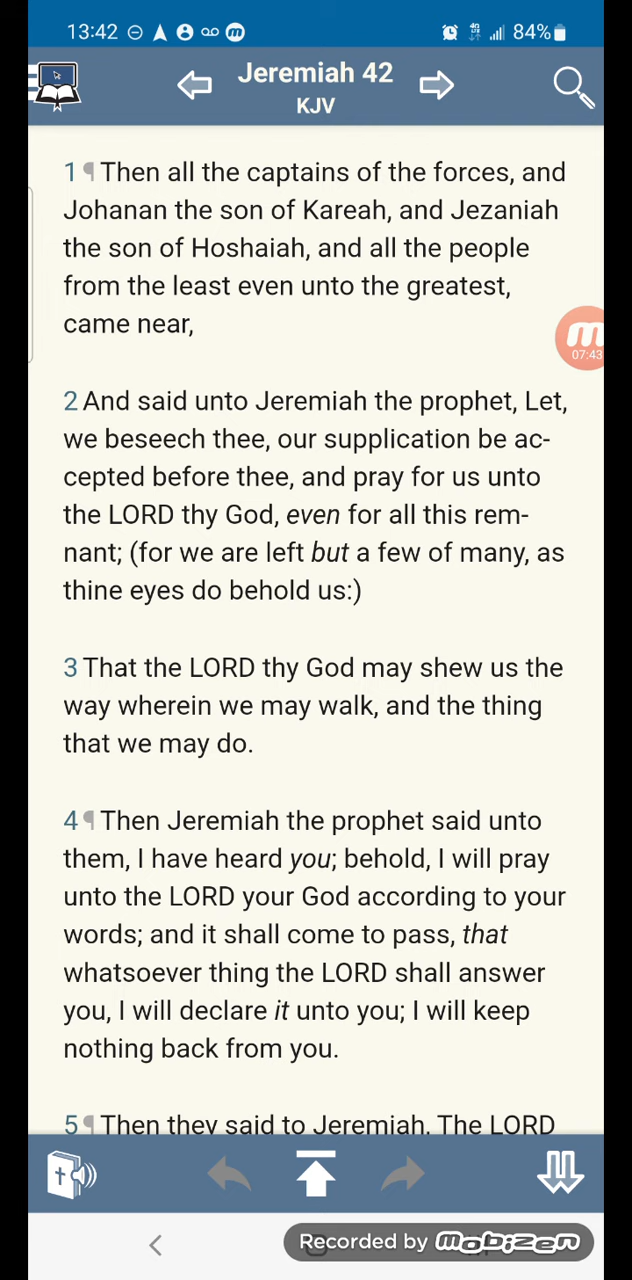 13:42
84%
Jeremiah 42
KJV
1 ¶ Then all the captains of the forces, and
Johanan the son of Kareah, and Jezaniah
the son of Hoshaiah, and all the people
from the least even unto the greatest,
came near,
07:43
2 And said unto Jeremiah the prophet, Let,
we beseech thee, our supplication be ac-
cepted before thee, and pray for us unto
the LORD thy God, even for all this rem-
nant; (for we are left but a few of many, as
thine eyes do behold us:)
3 That the LORD thy God may shew us the
way wherein we may walk, and the thing
that we may do.
4 ¶ Then Jeremiah the prophet said unto
them, I have heard you; behold, I will pray
unto the LORD your God according to your
words; and it shall come to pass, that
whatsoever thing the LORD shall answer
you, I will declare it unto you; I will keep
nothing back from you.
5 ¶ Then they said to Jeremiah, The LORD
Recorded by mobizen